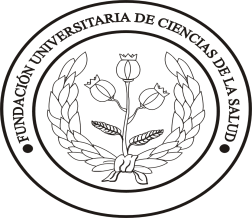 FUNDACIÓN UNIVERSITARIA DE CIENCIAS DE LA SALUD